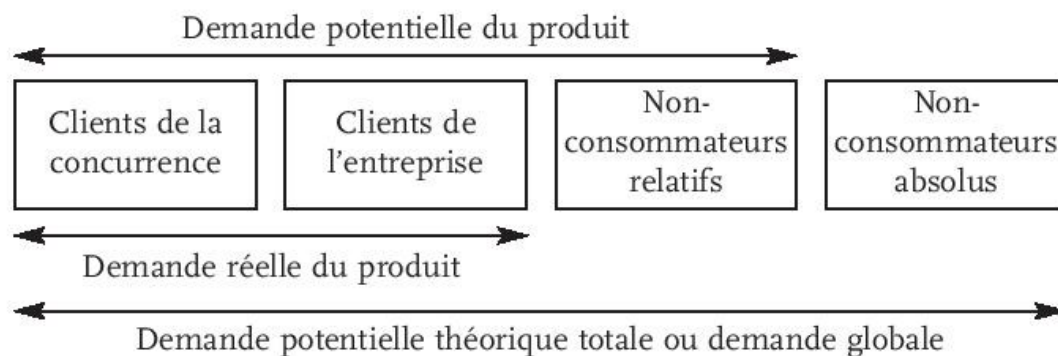 Demande potentielle du produit
Clients de la
concurrence
Clients de
l'entreprise
Non-
consommateurs
relatifs
Non-
consommateurs
absolus
Demande réelle du produit
Demande potentielle théorique totale ou demande globale